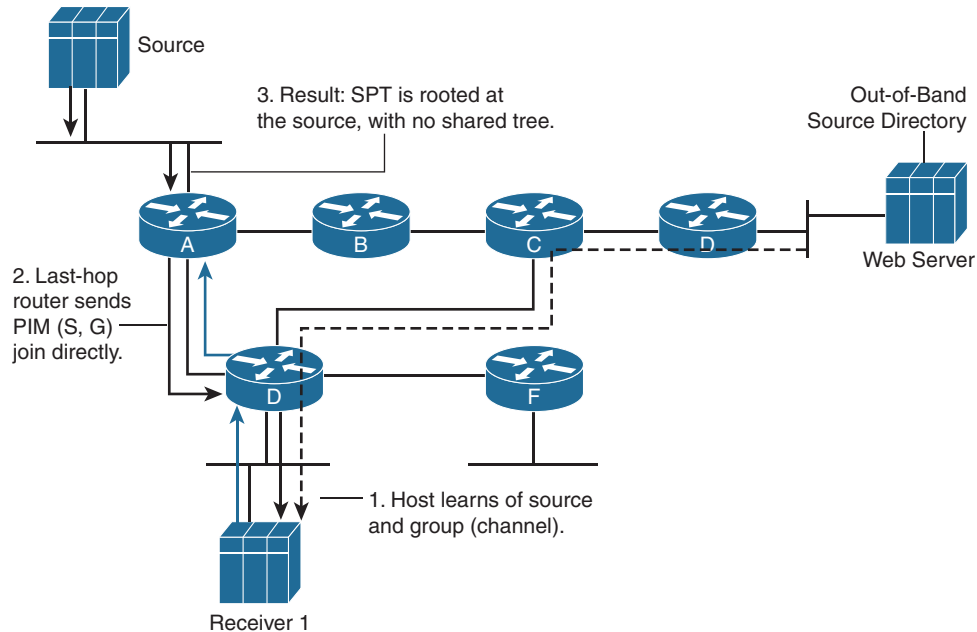 Source
3. Result: SPT is rooted at
the source, with no shared tree.
Out-of-Band
Source Directory
A
B
C
D
Web Server
2. Last-hop
router sends
PIM (S, G)
join directly.
D
F
1. Host learns of source
and group (channel).
Receiver 1